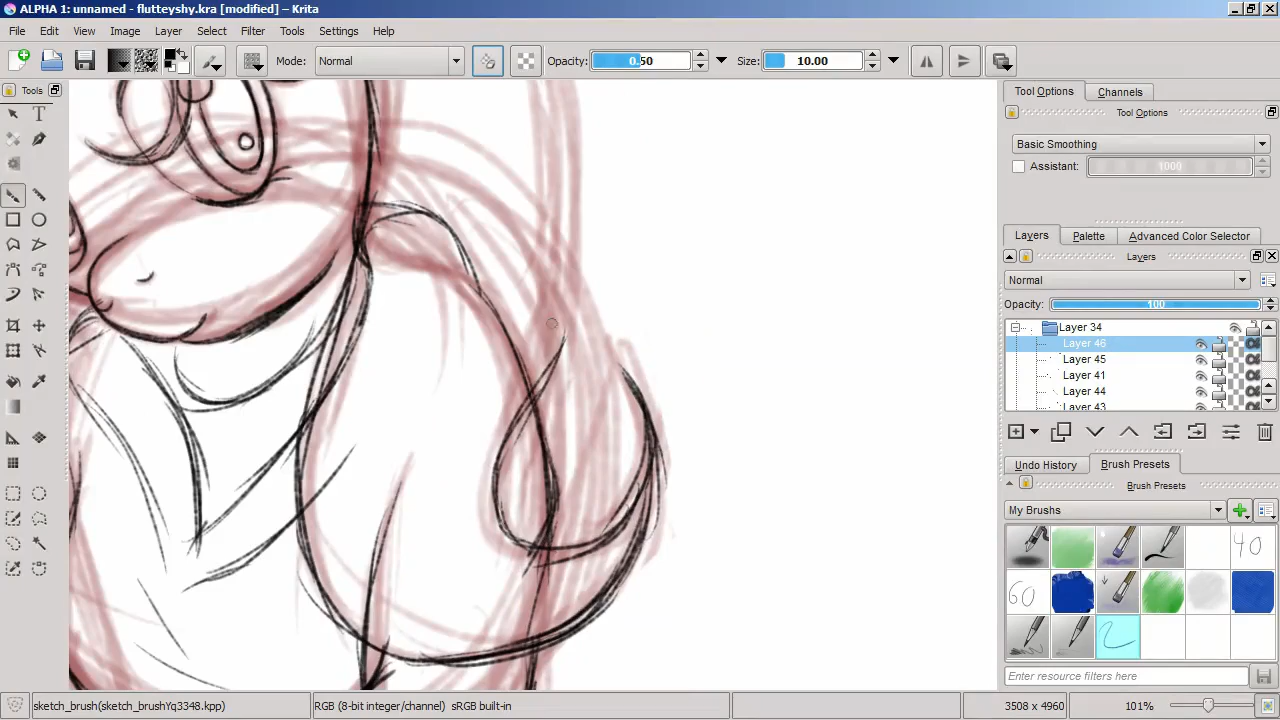 ALPHA 1: unnamed - flutteyshy.kra [modified] – Krita
File Edit View Image Layer Select Filter Tools Settings Help
Mode: Normal Opacity: 0.50 Size: 10.00
Tools
Tool Options Channels
Tool Options
Basic Smoothing
Assistant: 1000
Layers Palette Advanced Color Selector
Layers
Normal
Opacity: 100
Layer 34
Layer 46
Layer 45
Layer 41
Layer 44
Layer 43
Undo History Brush Presets
Brush Presets
My Brushs
40
60
Enter resource filters here
sketch_brush(sketch_brushYq3348.kpp) RGB (8-bit integer/channel) sRGB built-in 3508 x 4960 101%